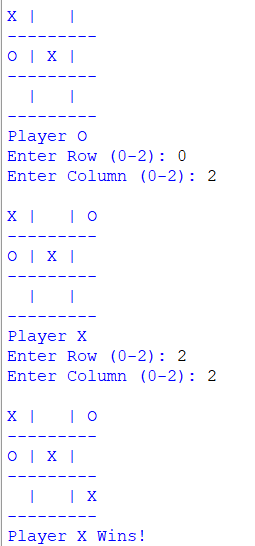 X |   |
---------
O | X |
---------
  |   |
---------
Player O
Enter Row (0-2): 0
Enter Column (0-2): 2

X |   | O
---------
O | X |
---------
  |   |
---------
Player X
Enter Row (0-2): 2
Enter Column (0-2): 2

X |   | O
---------
O | X |
---------
  |   | X
---------
Player X Wins!